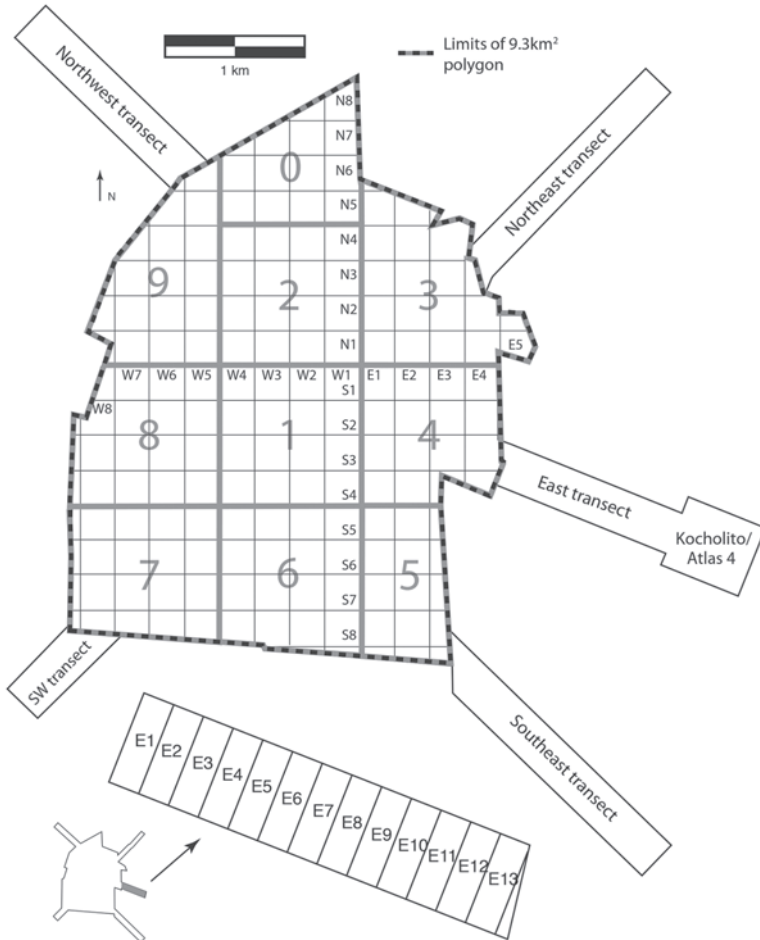 1 km
Limits of 9.3km²
polygon
Northwest transect
Northeast transect
N
N8
N7
N6
N5
N4
N3
N2
N1
0
9
2
3
E5
W7 W6 W5 W4 W3 W2 W1 E1 E2 E3 E4
W8
S1
S2
S3
S4
8
1
4
East transect
Kocholito/
Atlas 4
S5
S6
S7
S8
7
6
5
SW transect
Southeast transect
E1
E2
E3
E4
E5
E6
E7
E8
E9
E10
E11
E12
E13